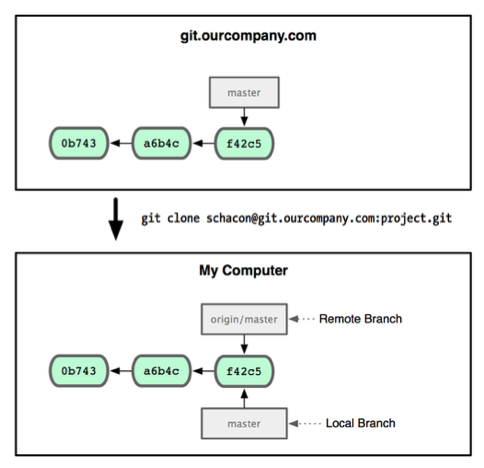 git.ourcompany.com
master
0b743 a6b4c f42c5
git clone schacon@git.ourcompany.com:project.git
My Computer
origin/master Remote Branch
0b743 a6b4c f42c5
master Local Branch